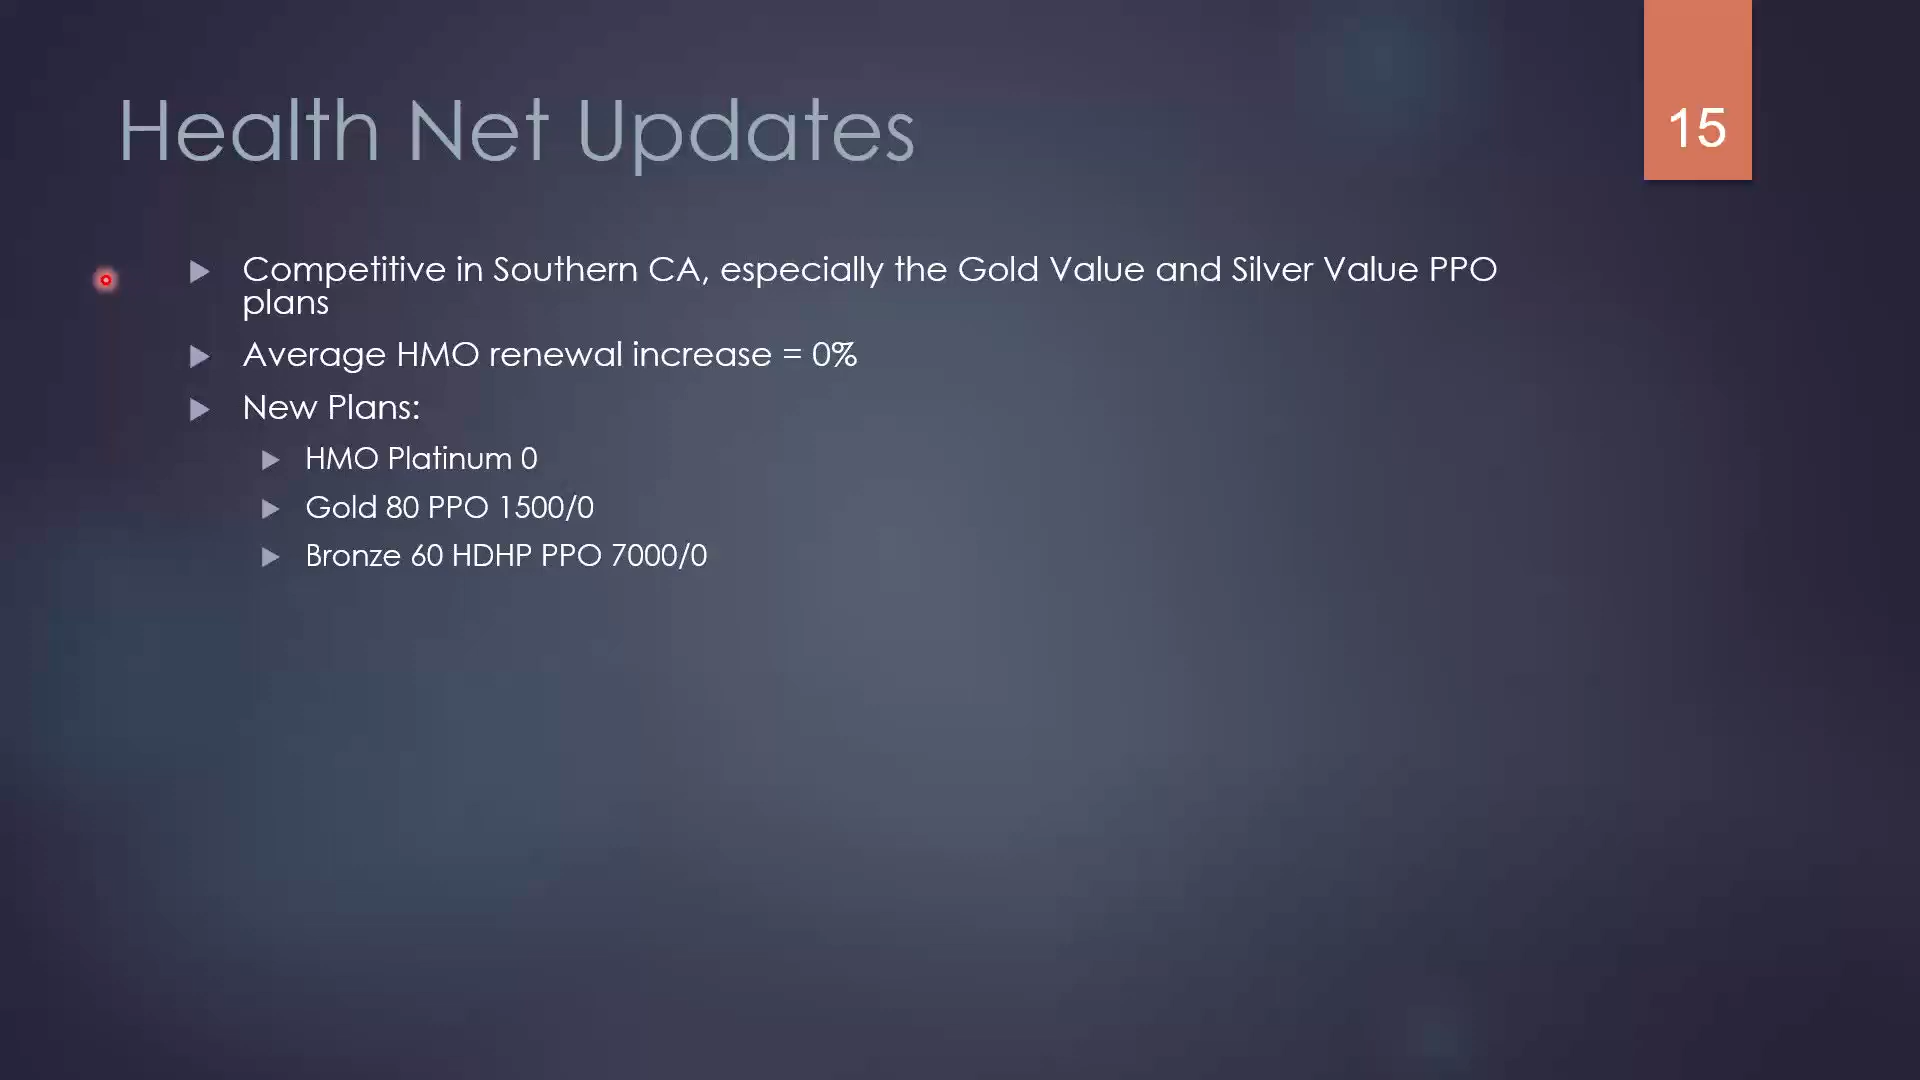 Health Net Updates
15
Competitive in Southern CA, especially the Gold Value and Silver Value PPO
plans
Average HMO renewal increase = 0%
New Plans:
HMO Platinum 0
Gold 80 PPO 1500/0
Bronze 60 HDHP PPO 7000/0